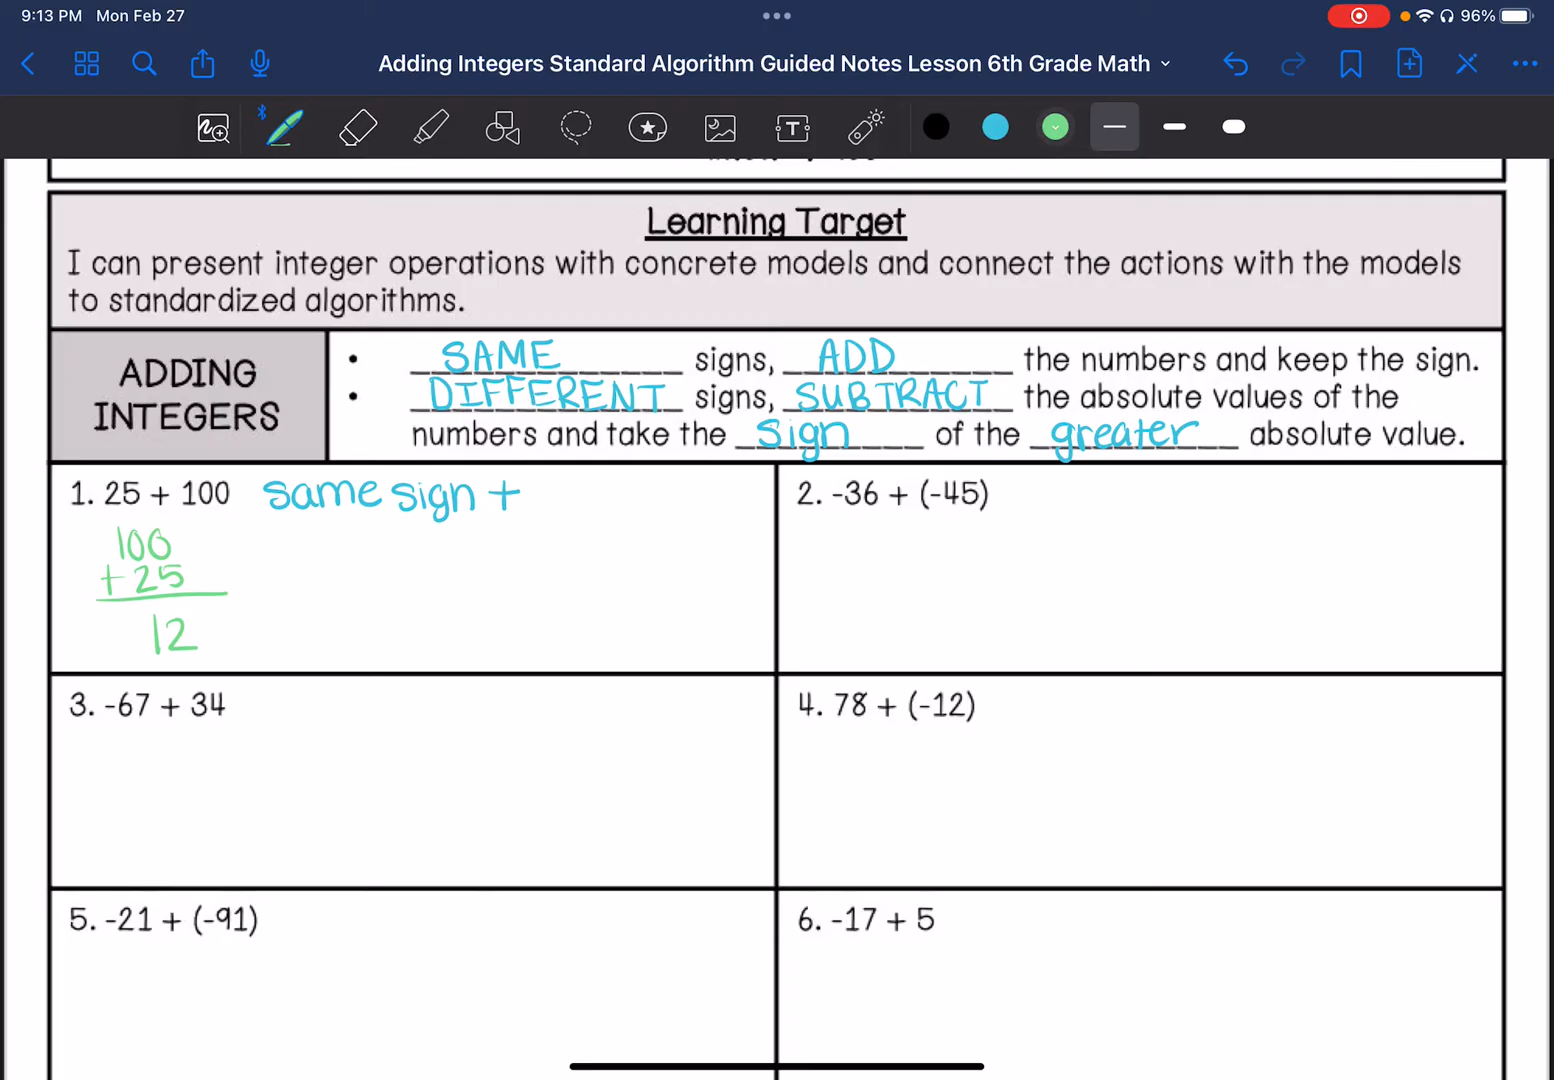 9:13 PM Mon Feb 27
96%
Adding Integers Standard Algorithm Guided Notes Lesson 6th Grade Math
T
Learning Target
I can present integer operations with concrete models and connect the actions with the models
to standardized algorithms.
ADDING
INTEGERS
• SAME signs, ADD the numbers and keep the sign.
• DIFFERENT signs, SUBTRACT the absolute values of the
numbers and take the sign of the greater absolute value.
1. 25 + 100 same sign +
100
+ 25
12
2. -36 + (-45)
3. -67 + 34
4. 78 + (-12)
5. -21 + (-91)
6. -17 + 5